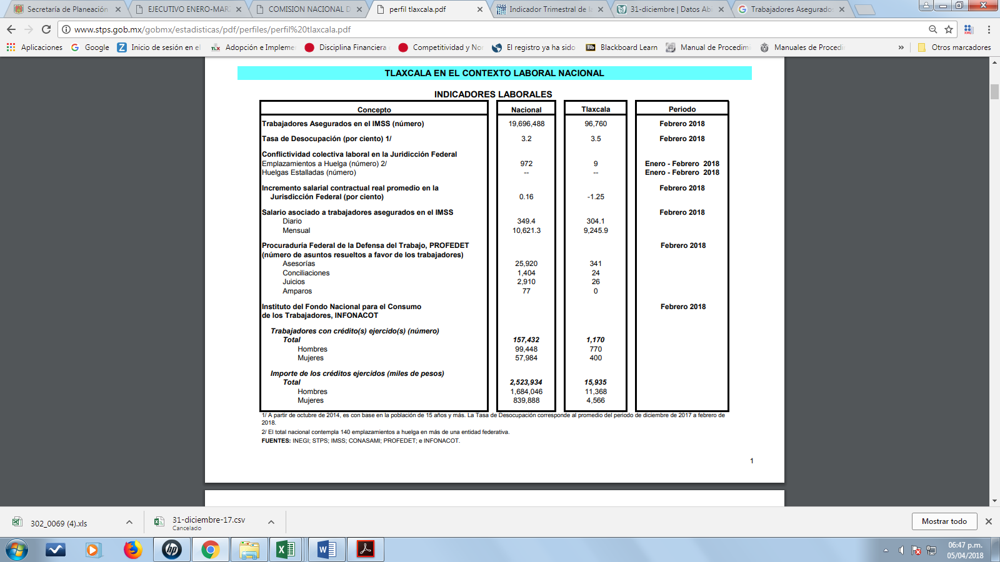 Secretaría de Planeación
EJECUTIVO ENERO-MAR
COMISION NACIONAL D
perfil tlaxcala.pdf
Indicador Trimestral de l
31-diciembre | Datos Ab
Trabajadores Asegurado
www.stps.gob.mx/gobmx/estadisticas/pdf/perfiles/perfil%20tlaxcala.pdf
Aplicaciones
Google
Inicio de sesión en el
Adopción e Impleme
Disciplina Financiera
Competitividad y No
El registro ya ha sido
Blackboard Learn
Manual de Procedim
Manuales de Proced
Otros marcadores
TLAXCALA EN EL CONTEXTO LABORAL NACIONAL
INDICADORES LABORALES
Concepto Nacional Tlaxcala Periodo
Trabajadores Asegurados en el IMSS (número) 19,696,488 96,760 Febrero 2018
Tasa de Desocupación (por ciento) 1/ 3.2 3.5 Febrero 2018
Conflictividad colectiva laboral en la Juridicción Federal
Emplazamientos a Huelga (número) 2/ 972 9 Enero - Febrero 2018
Huelgas Estalladas (número) -- -- Enero - Febrero 2018
Incremento salarial contractual real promedio en la Febrero 2018
Jurisdicción Federal (por ciento) 0.16 -1.25
Salario asociado a trabajadores asegurados en el IMSS Febrero 2018
Diario 349.4 304.1
Mensual 10,621.3 9,245.9
Procuraduría Federal de la Defensa del Trabajo, PROFEDET Febrero 2018
(número de asuntos resueltos a favor de los trabajadores)
Asesorías 25,920 341
Conciliaciones 1,404 24
Juicios 2,910 26
Amparos 77 0
Instituto del Fondo Nacional para el Consumo Febrero 2018
de los Trabajadores, INFONACOT
Trabajadores con crédito(s) ejercido(s) (número)
Total 157,432 1,170
Hombres 99,448 770
Mujeres 57,984 400
Importe de los créditos ejercidos (miles de pesos)
Total 2,523,934 15,935
Hombres 1,684,046 11,368
Mujeres 839,888 4,566
1/ A partir de octubre de 2014, es con base en la población de 15 años y más. La Tasa de Desocupación corresponde al promedio del periodo de diciembre de 2017 a febrero de
2018.
2/ El total nacional contempla 140 emplazamientos a huelga en más de una entidad federativa.
FUENTES: INEGI; STPS; IMSS; CONASAMI; PROFEDET; e INFONACOT.
1
302_0069 (4).xls
31-diciembre-17.csv
Cancelado
Mostrar todo
06:47 p.m.
05/04/2018